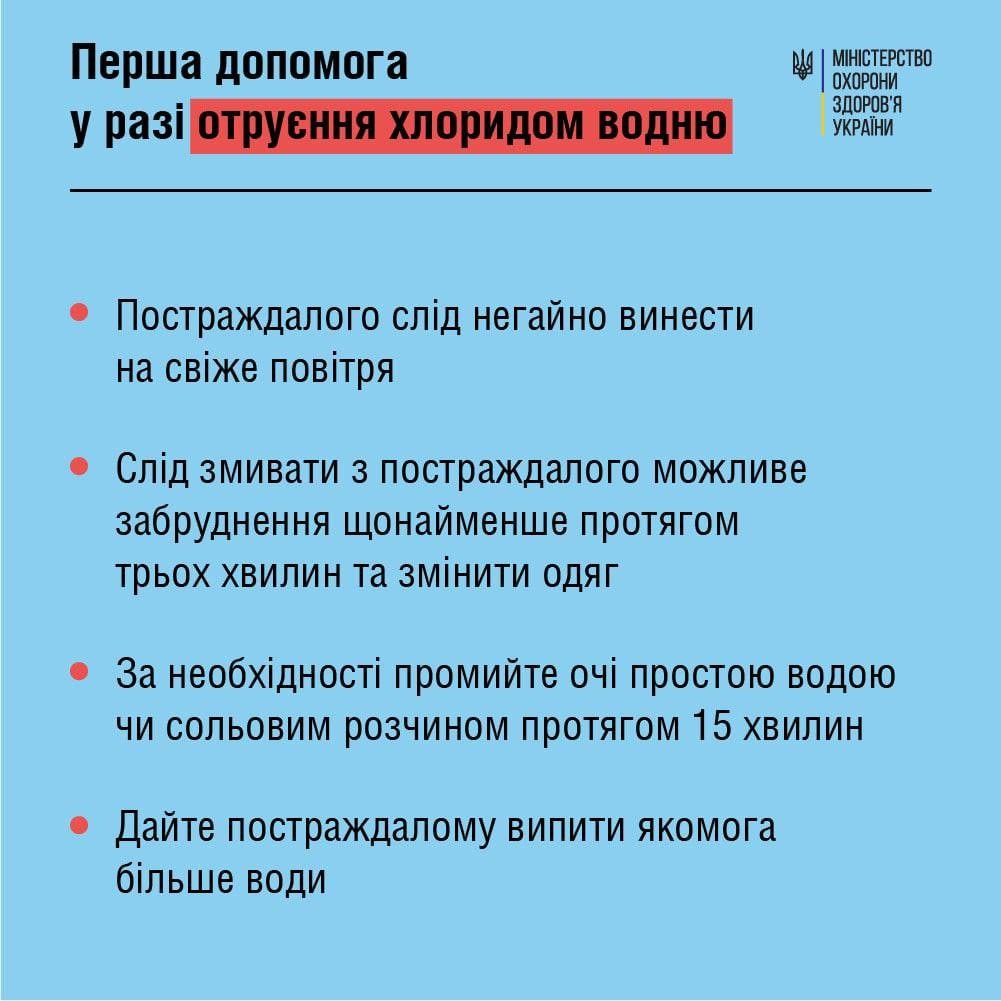 Перша допомога
у разі отруєння хлоридом водню
МІНІСТЕРСТВО
ОХОРОНИ
ЗДОРОВ'Я
УКРАЇНИ
Постраждалого слід негайно винести
на свіже повітря
Слід змивати з постраждалого можливе
забруднення щонайменше протягом
трьох хвилин та змінити одяг
За необхідності промийте очі простою водою
чи сольовим розчином протягом 15 хвилин
Дайте постраждалому випити якомога
більше води